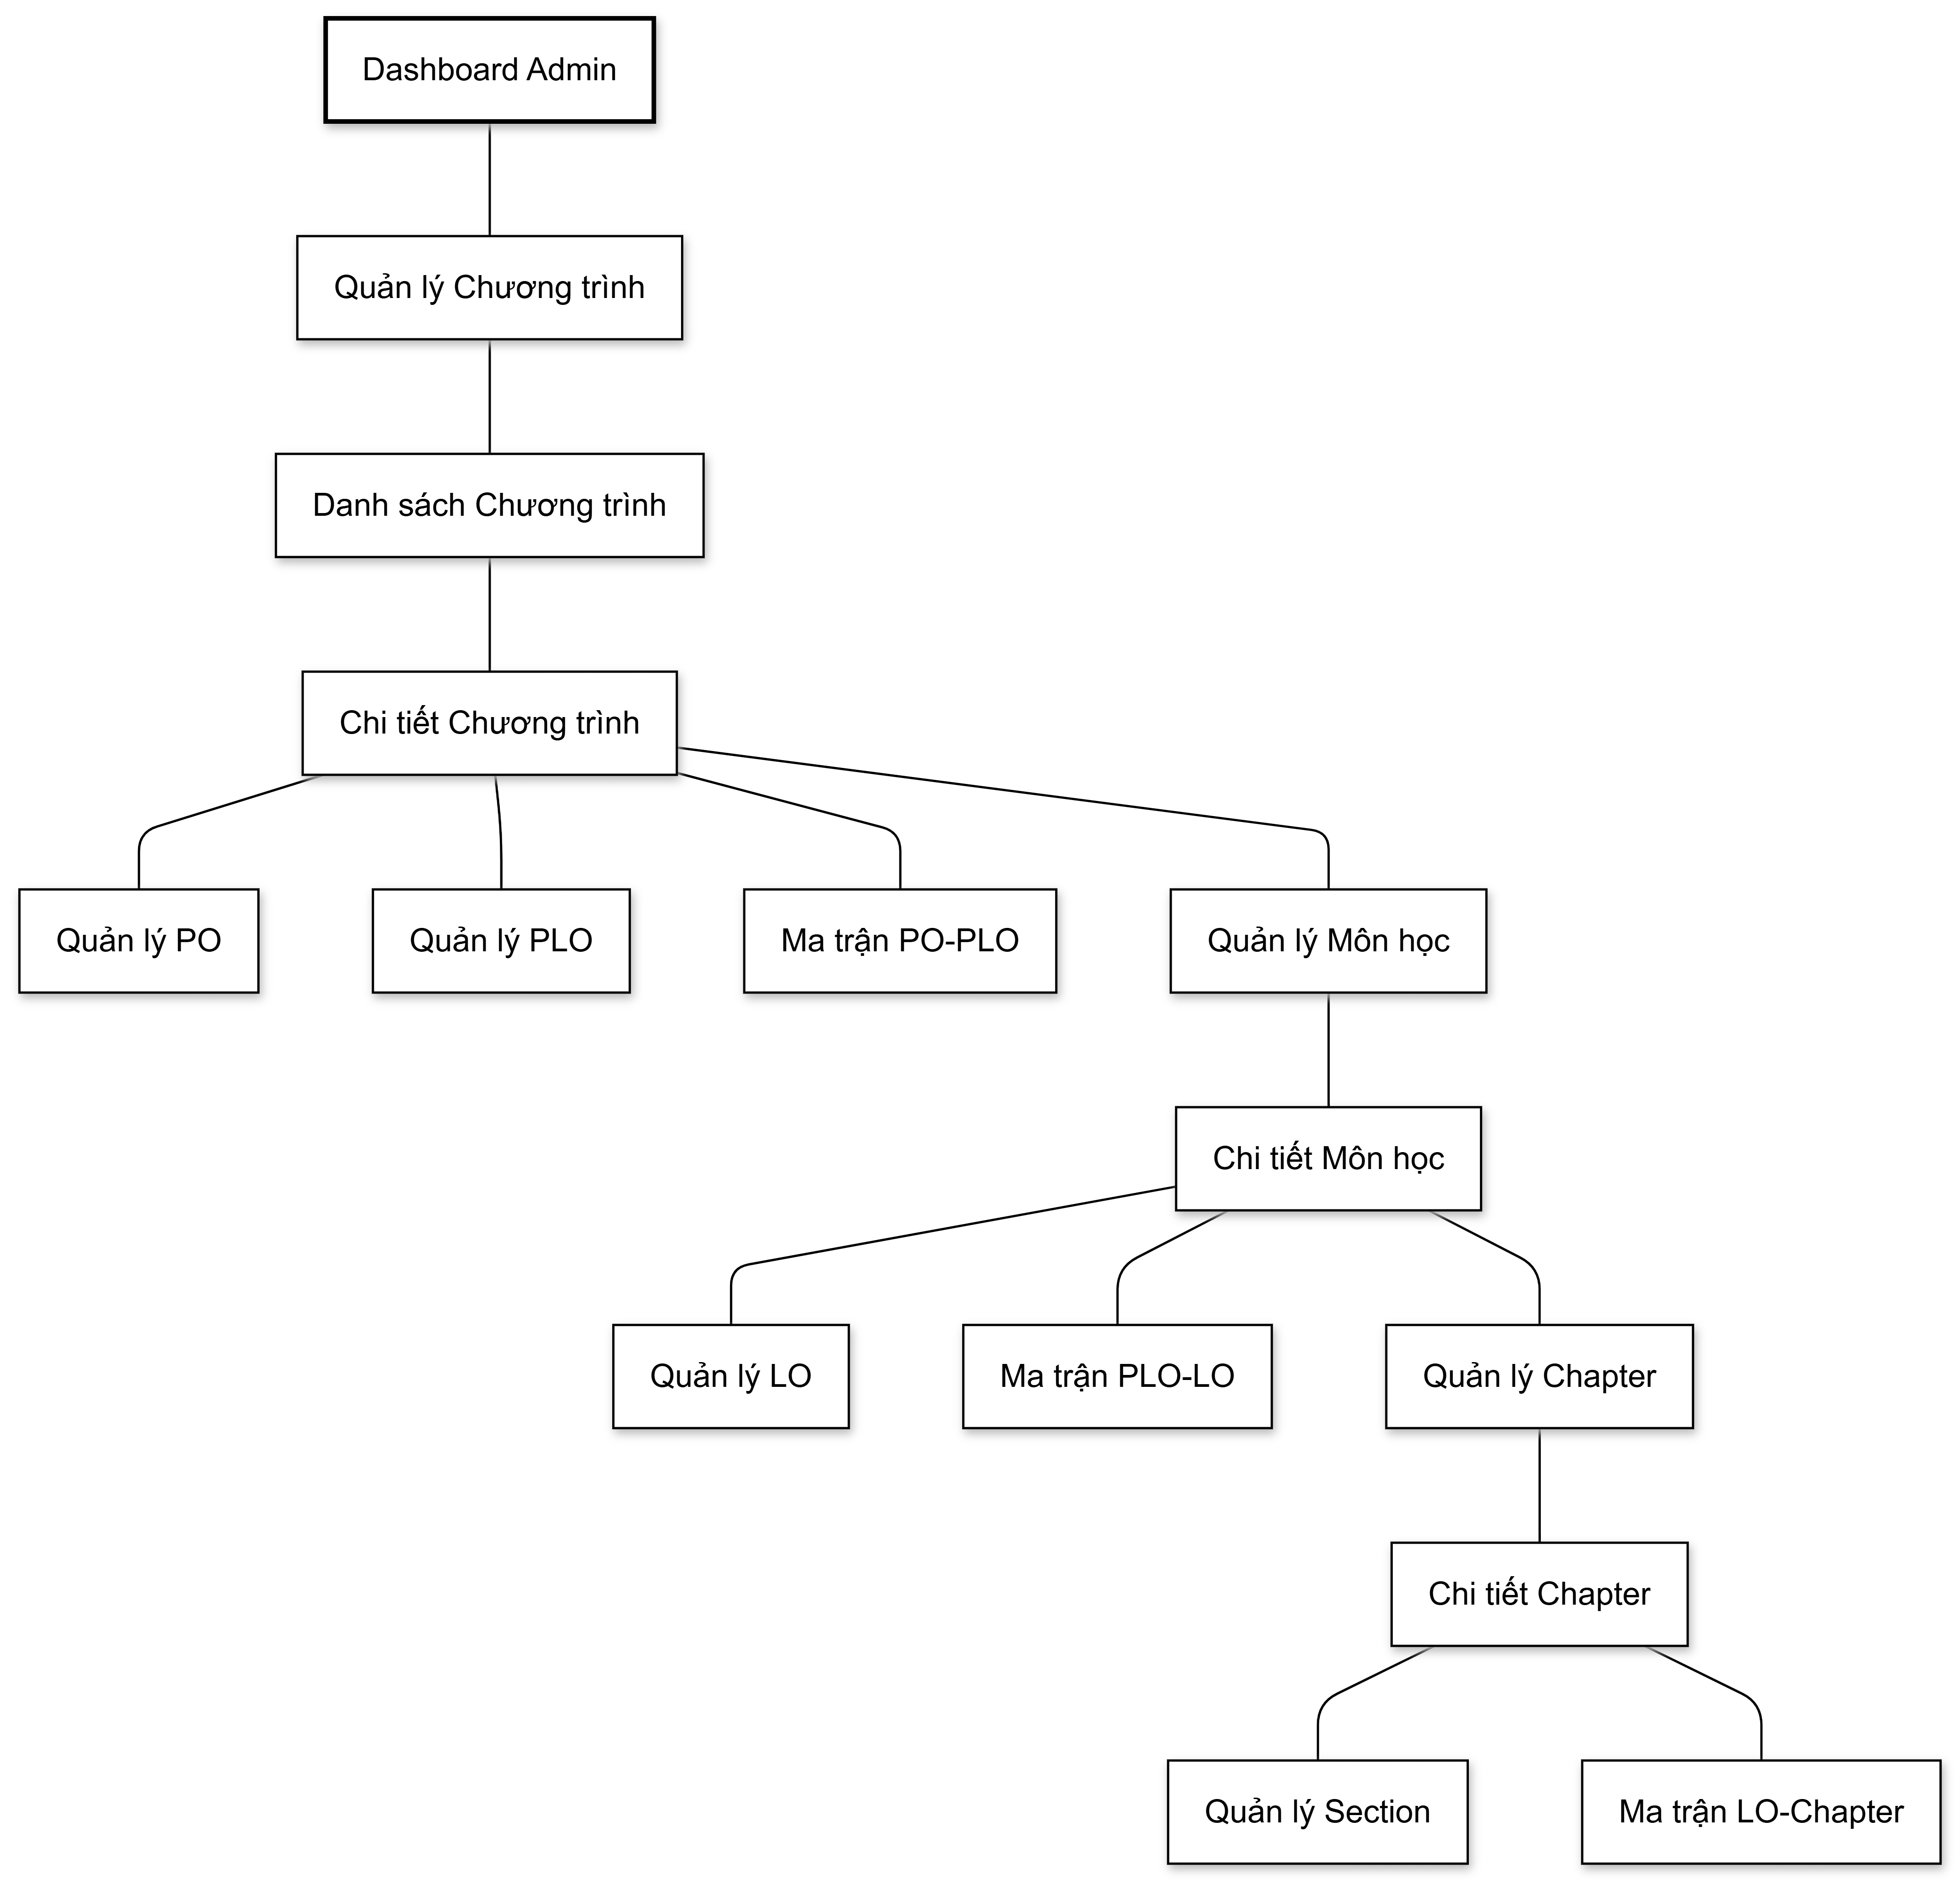 Dashboard Admin
Quản lý Chương trình
Danh sách Chương trình
Chi tiết Chương trình
Quản lý PO
Quản lý PLO
Ma trận PO-PLO
Quản lý Môn học
Chi tiết Môn học
Quản lý LO
Ma trận PLO-LO
Quản lý Chapter
Chi tiết Chapter
Quản lý Section
Ma trận LO-Chapter